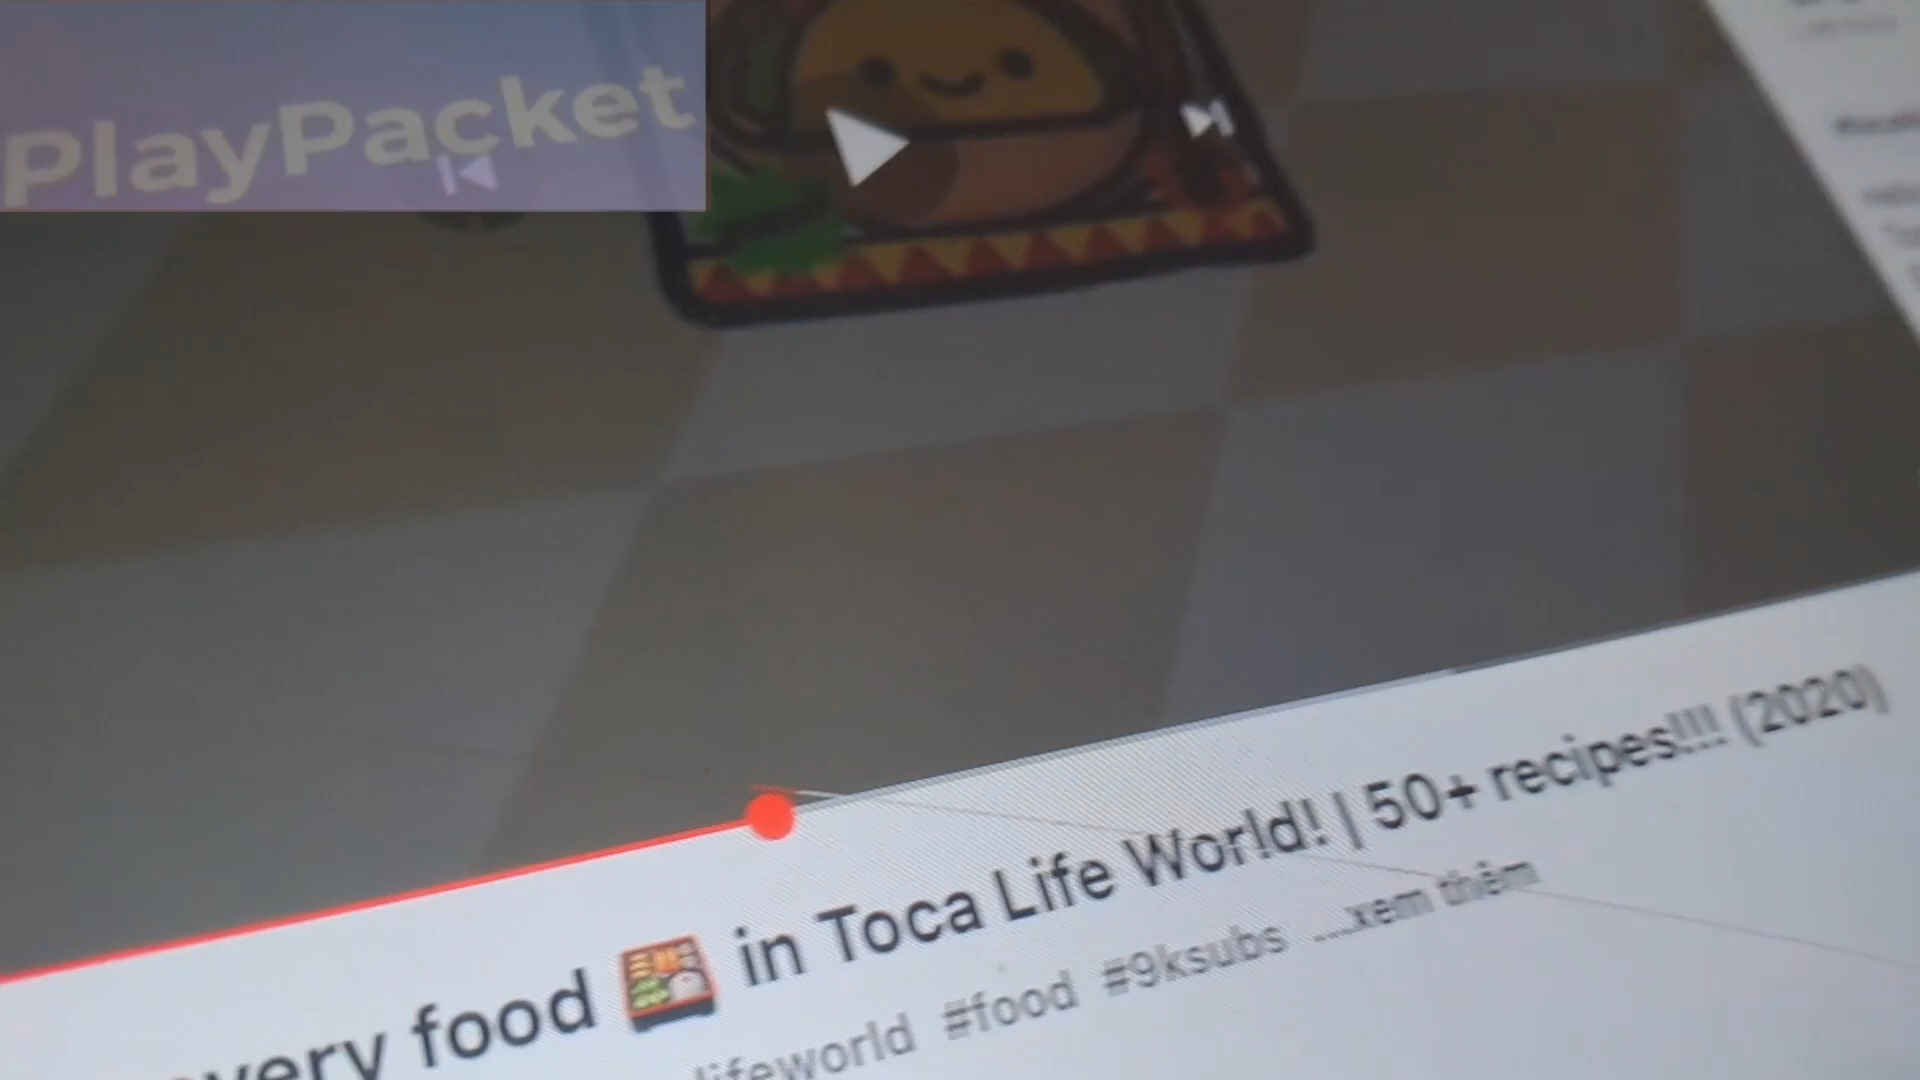 PlayPacket
very food 🍱 in Toca Life World! | 50+ recipes!!! (2020)
lifeworld #food #9ksubs ...xem thêm